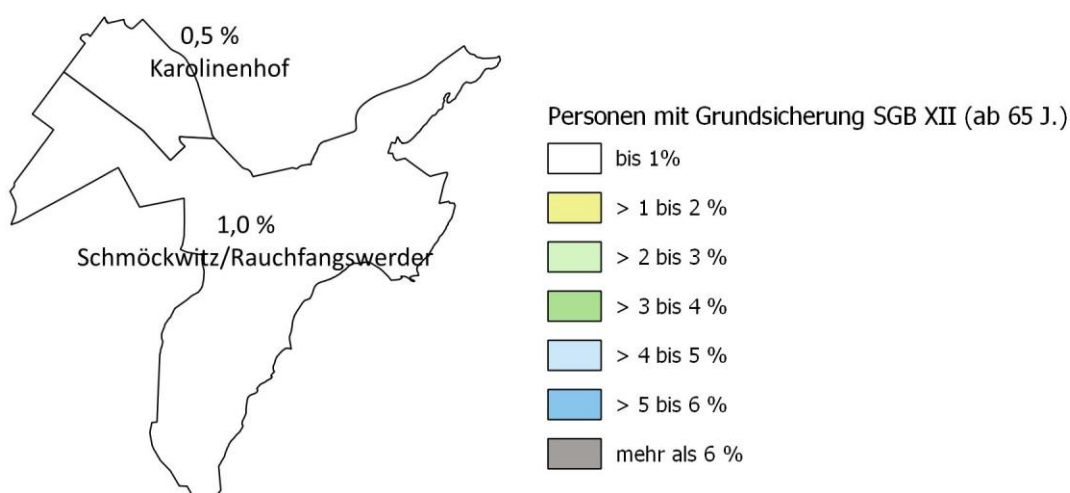 0,5 %
Karolinenhof
1,0 %
Schmöckwitz/Rauchfangswerder
Personen mit Grundsicherung SGB XII (ab 65 J.)
bis 1%
> 1 bis 2 %
> 2 bis 3 %
> 3 bis 4 %
> 4 bis 5 %
> 5 bis 6 %
mehr als 6 %